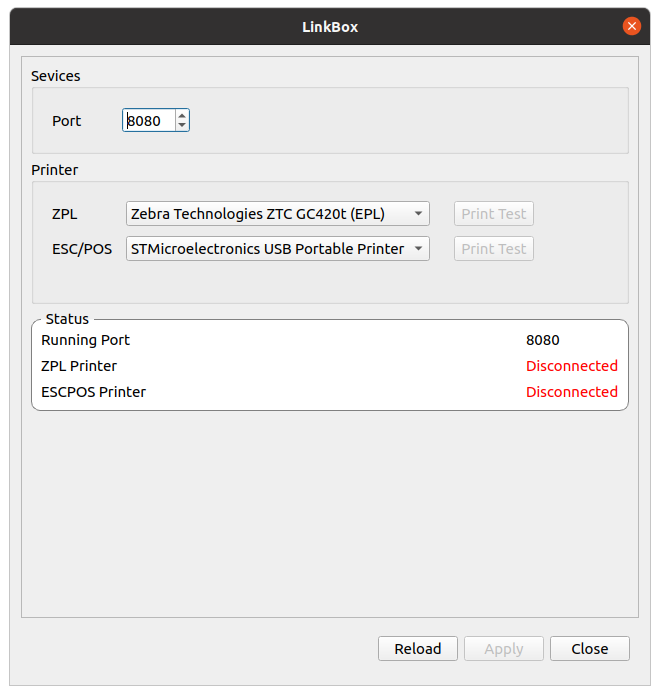 LinkBox
Sevices
Port 8080
Printer
ZPL Zebra Technologies ZTC GC420t (EPL) Print Test
ESC/POS STMicroelectronics USB Portable Printer Print Test
Status
Running Port 8080
ZPL Printer Disconnected
ESCPOS Printer Disconnected
Reload Apply Close